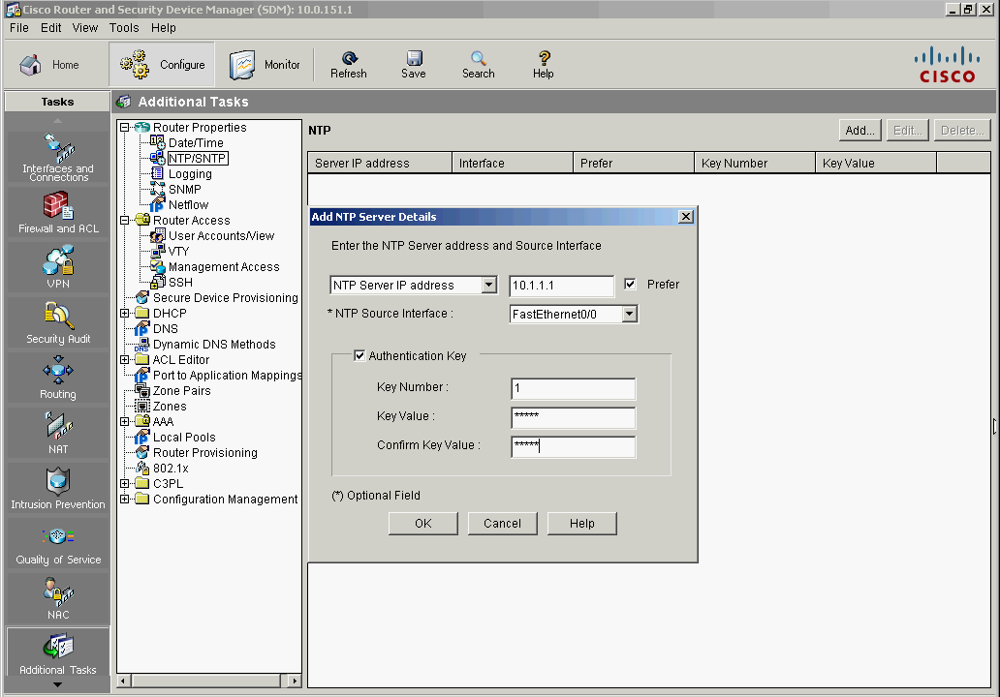 Cisco Router and Security Device Manager (SDM): 10.0.151.1
File Edit View Tools Help
Home Configure Monitor Refresh Save Search Help
CISCO
Tasks
Interfaces and
Connections
Firewall and ACL
VPN
Security Audit
Routing
NAT
Intrusion Prevention
Quality of Service
NAC
Additional Tasks
Additional Tasks
Router Properties
Date/Time
NTP/SNTP
Logging
SNMP
Netflow
Router Access
User Accounts/View
VTY
Management Access
SSH
Secure Device Provisioning
DHCP
DNS
Dynamic DNS Methods
ACL Editor
Port to Application Mappings
Zone Pairs
Zones
AAA
Local Pools
Router Provisioning
802.1x
C3PL
Configuration Management
NTP
Add... Edit... Delete...
Server IP address Interface Prefer Key Number Key Value
Add NTP Server Details
Enter the NTP Server address and Source Interface
NTP Server IP address 10.1.1.1 Prefer
* NTP Source Interface : FastEthernet0/0
Authentication Key
Key Number : 1
Key Value : *****
Confirm Key Value : *****
(*) Optional Field
OK Cancel Help